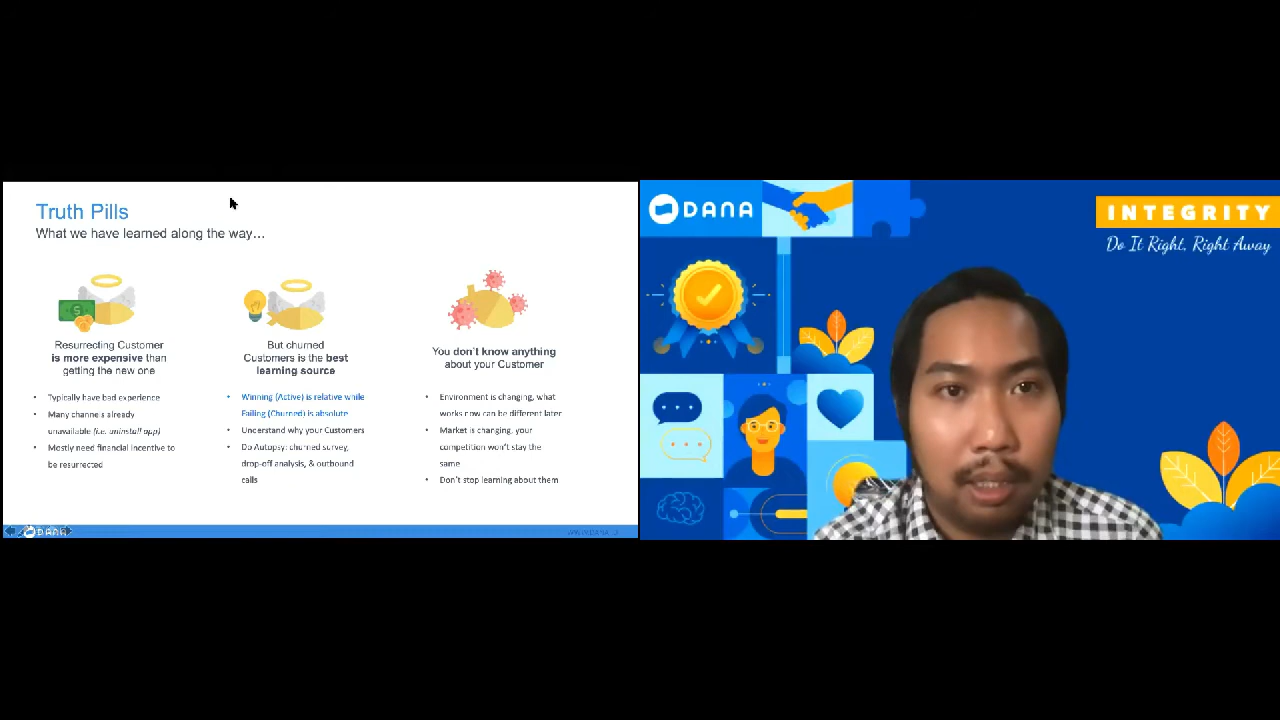 Truth Pills
What we have learned along the way…
Resurrecting Customer
is more expensive than
getting the new one
• Typically have bad experience
• Many channels already
unavailable (i.e. uninstall app)
• Mostly need financial incentive to
be resurrected
But churned
Customers is the best
learning source
• Winning (Active) is relative while
Failing (Churned) is absolute
• Understand why your Customers
• Do Autopsy: churned survey,
drop-off analysis, & outbound
calls
You don't know anything
about your Customer
• Environment is changing, what
works now can be different later
• Market is changing, your
competition won't stay the
same
• Don't stop learning about them
DANA
DANA
INTEGRITY
Do It Right, Right Away